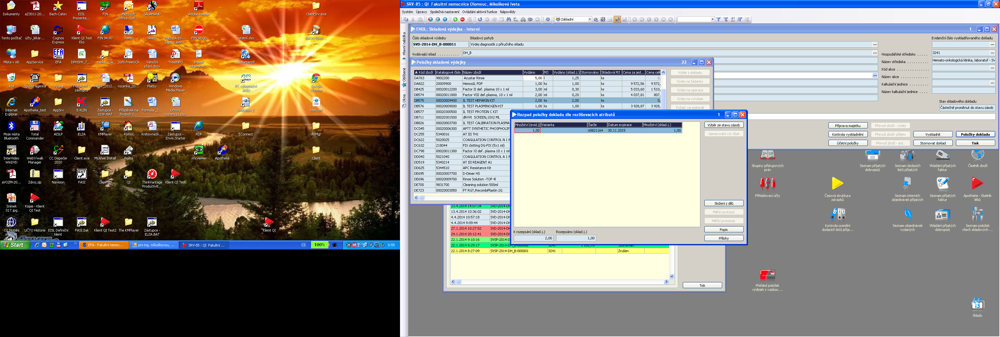 Dokumenty
aZ3011-20...
Bach-Catex
EISL Prezenta...
FIN
Microsoft Office Outl...
SALAMAND
Adobe Reader X
ClientSrv.exe
Tento počítač
účty_lékár...
Cognos Express
Klient QI Test Eko
FIN 94-97
mstsc
Sklady
FNO-ZA-10-... Zápis z jedn...
FIN 98-00
ostatní.xlsx
BACH+Spiso...
Místa v síti
AppService
EFA
DPHSHV_7_...
Terka - Cle
Softi FreeOCR
Vánoční přání.docx
TreeINFO
Import zdravotnic...
CDBurnerXP
Koš
Spustit agenta
Vyuka
POFA_M1 – zástupce
MPSV_2012...
rocenka_20...
Platby
Windows Media Player
PC výkaznictví JASU
Google Chrome
Internet Explorer
Apotheke_test
AppSrv
E-KLIN
Zástupce - DISP.BAT
Příspěvek na živobytí 2...
Formular_Z...
Účtový rozvrh(1).xlsx
XmlEditor 2
test.xml
Moje místa Bluetooth
Total Commander
AISLP
ELZA
KMPlayer
Pomoc
KnihovnaSk...
Zástupce - Envis.Starter
RDP
EConnect
ASMgr
InterVideo WinDVD
Web'n'walk Manager
CC Dispečer 2010
Client.exe
McAfee Install
Pošta
vncviewer
Apothéké
Client
aVOZM-20...
Zdroj.zip
Navision
FASI
ClientSrv
QI
ThinkVantage Productivit...
Klient QI Test
Snímek 017.jpg
Kopie - Klient QI Test
O2 Mobilní internet
UČTO Historie
EISL Definiční klient
FASI.bat
Klient QI Test2
The KMPlayer
Zástupce - ELZA.BAT
Klient QI
Start
EFA - Fakultní nemoc...
pro ing. mIkoškovou, ...
SRV-85 : QI Fakultní ...
CS
100%
6:55
SRV-85 : QI Fakultní nemocnice Olomouc, Mikošková Iveta
Systém Úpravy Společná nastavení Ovládání aktivní funkce Nápovědy
Základní
Hlavní nabídka
Oblíbené
Okna
FNOL: Skladová výdejka - interní 1
Číslo skladové výdejky Skladový pohyb Evidenční číslo vyskladňovaného dokladu
SVD-2014-DH_B-000011 Výdej diagnostik z příručního skladu
Vydávající sklad . . . . . . . . . . DH_B
Hospodářské středisko . . . . . 3241
Název střediska . . . . . . . . . Hemato-onkologická klinika, laboratoř - SV
Kód akce . . . . . . . . . . . . . .
Název akce . . . . . . . . . . . .
Kalkulační jednice . . . . . . . . .
Název kalkulační jednice . . . .
Stav skladového dokladu
Částečně promítnut do stavu zásob
Příprava majetku Převod zboží - výdej
Kontrola vyskladnění Převod zboží -příjem Vyskladnit Položky dokladu
Účetní položky Převod zboží - aut. Stornovat doklad Tisk
Položky skladové výdejky 22
Kód zboží Katalogové číslo Název zboží Vydáno MJ Vydáno (sklad.j.) Stornováno Skladová MJ Cena za jed... Cena celk
DA763 9802200 Acustar Rinse 5,00 l 1,25 ks 0,
DA822 20009900 HemosIL FDP 1,00 ks 1,00 ks 9 572,56 9 572,
DB425 00020012200 Factor II def. plasma 10 x 1 ml 3,00 ml 0,30 ks 5 033,60 1 510,
DB574 00020011800 Factor VIII def.plasma, 10 x 1 ml 2,00 ml 0,20 ks 4 037,81 807,
DB575 00020009400 IL TEST HEPARIN KIT 2,00 ks 2,00 ks 0,
DB576 00020009000 IL TEST PLASMINOGEN KIT 1,00 ks 1,00 ks 3 928,87 3 928,
DB577 00020300500 IL TEST PROTEIN C KIT
DB711 00020301500 dRVVt SCREEN,10X2 ML
DB826 00020003700 IL TEST CALIBRATION PLASMA
DC045 00020006300 APTT SYNTHETIC PHOSPHOLIP
DC255 5340016 AT III TH1
DC622 5020025 COAGULATION CONTROL N 1 M
DC632 218044 FIX clotting DG-FIX (5x1 ml)
DC798 00020011300 Factor XI def. plasma 10 x 1 ml
DD040 5021040 COAGULATION CONTROL A 1 M
DD519 5340214 AT III REAGENT A1
DD625 5344510 APC Resistance Kit
DE695 00020007700 D-Dimer HS
DE696 00020009700 Rinse Solution -TOP 4l
DE700 9831700 Cleaning solution 500ml
DE723 00020003050 PT RGT,RecombiPlastin 2G
Výběr z dokladu
Výdej na žádanky
Výdej na operace
Výdej na výrobek
Požad. na materiál
Rozpad položky dokladu dle rozlišovacích atributů 1
Množství (evid.j) Varianta Šarže Datum expirace Množství (sklad.j.)
1,00 n0821164 30.11.2015 1,00
Výběr ze stavu zásob
Generování výr.čísel
Složení z dílů
Měřící protokol
Měřící protokoly
Popis
Přílohy
K rozepsání (sklad.j.) Rozepsáno (sklad.j.)
2,00 1,00
23.4.2014 14:07:34 SVD-2014-DH
13.4.2014 10:36:02 SVD-2014-DH
4.4.2014 10:57:18 SVD-2014-DH
4.4.2014 9:09:44 SVD-2014-DH
27.1.2014 10:27:52 SVD-2014-DH
24.1.2014 20:12:41 SVD-2014-DH
22.1.2014 9:10:16 SVSP-2014-DH
22.1.2014 8:29:17 SVSP-2014-DH_B-000002 3241 1 101,70 Stornován
22.1.2014 8:27:09 SVSP-2014-DH_B-000001 3241 Zrušen
Tisk
Skupiny přístupových práv
Seznam přijatých dobropisů
Seznam dodacích listů přijatých
Vkládání přijatých faktur
Číselník zboží
Přihlašovací účty
Časová struktura závazků
Seznam interních objednávek přijatých
Seznam přijatých faktur
Apotheke - číselník léků
Kontrola ocenění dodacích listů přija...
Seznam objednávek vydaných
Vkládání přijatých dobropisů
Seznam položek všech skladových ...
Přehled položek výdejek s vazbou ...
Sklady